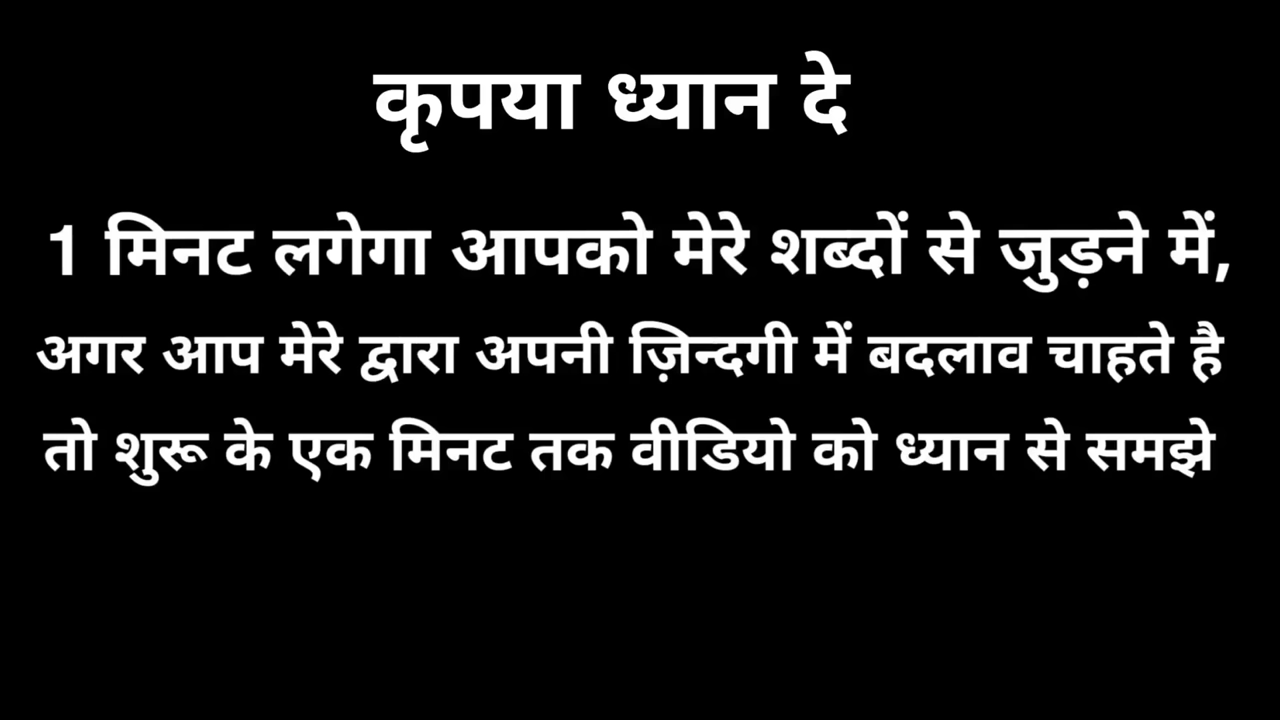 कृपया ध्यान दे
1 मिनट लगेगा आपको मेरे शब्दों से जुड़ने में,
अगर आप मेरे द्वारा अपनी ज़िन्दगी में बदलाव चाहते है
तो शुरू के एक मिनट तक वीडियो को ध्यान से समझे